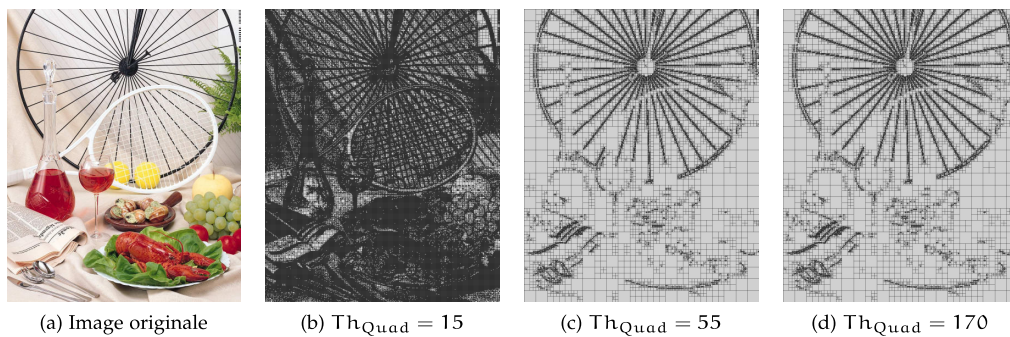 (a) Image originale
(b) Th_Quad = 15
(c) Th_Quad = 55
(d) Th_Quad = 170